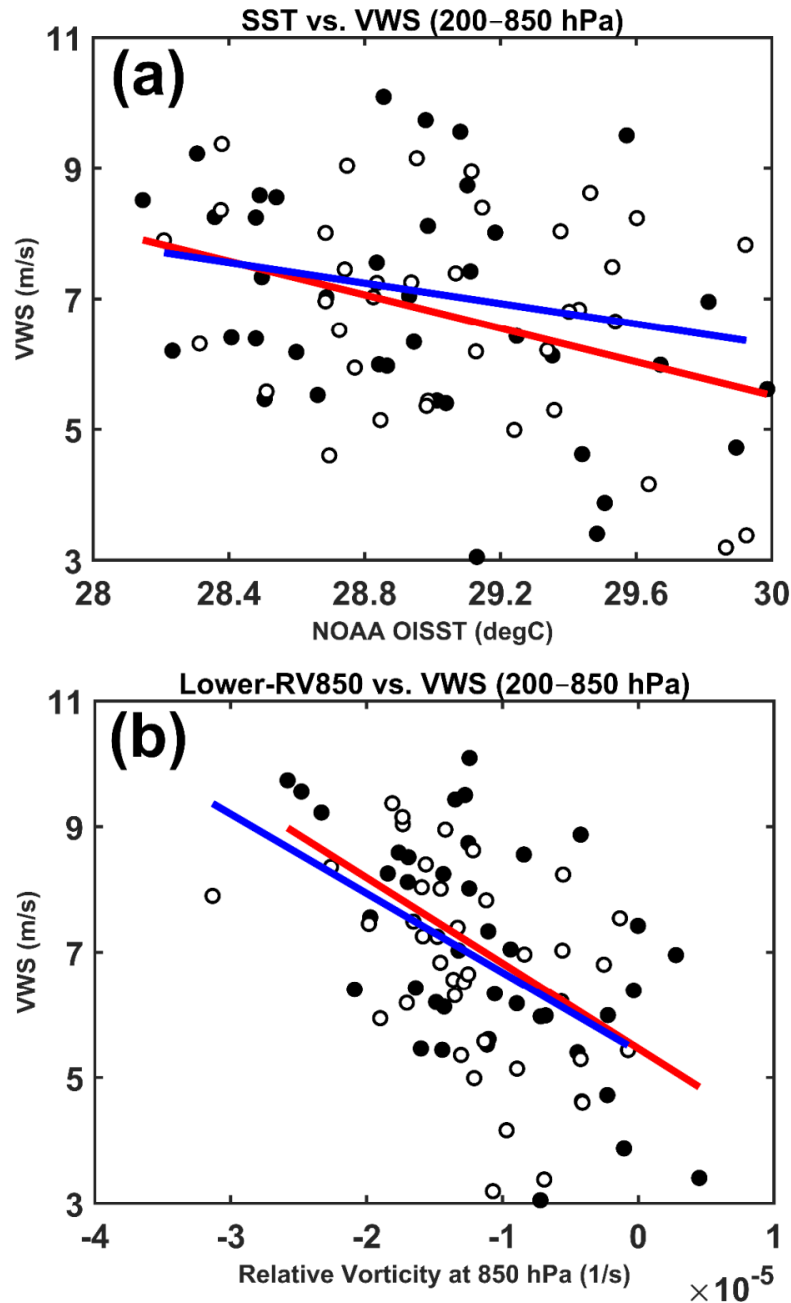 SST vs. VWS (200–850 hPa)
(a)
11
9
7
5
3
VWS (m/s)
28 28.4 28.8 29.2 29.6 30
NOAA OISST (degC)
Lower-RV850 vs. VWS (200–850 hPa)
(b)
11
9
7
5
3
VWS (m/s)
-4 -3 -2 -1 0 1
Relative Vorticity at 850 hPa (1/s)
× 10^-5